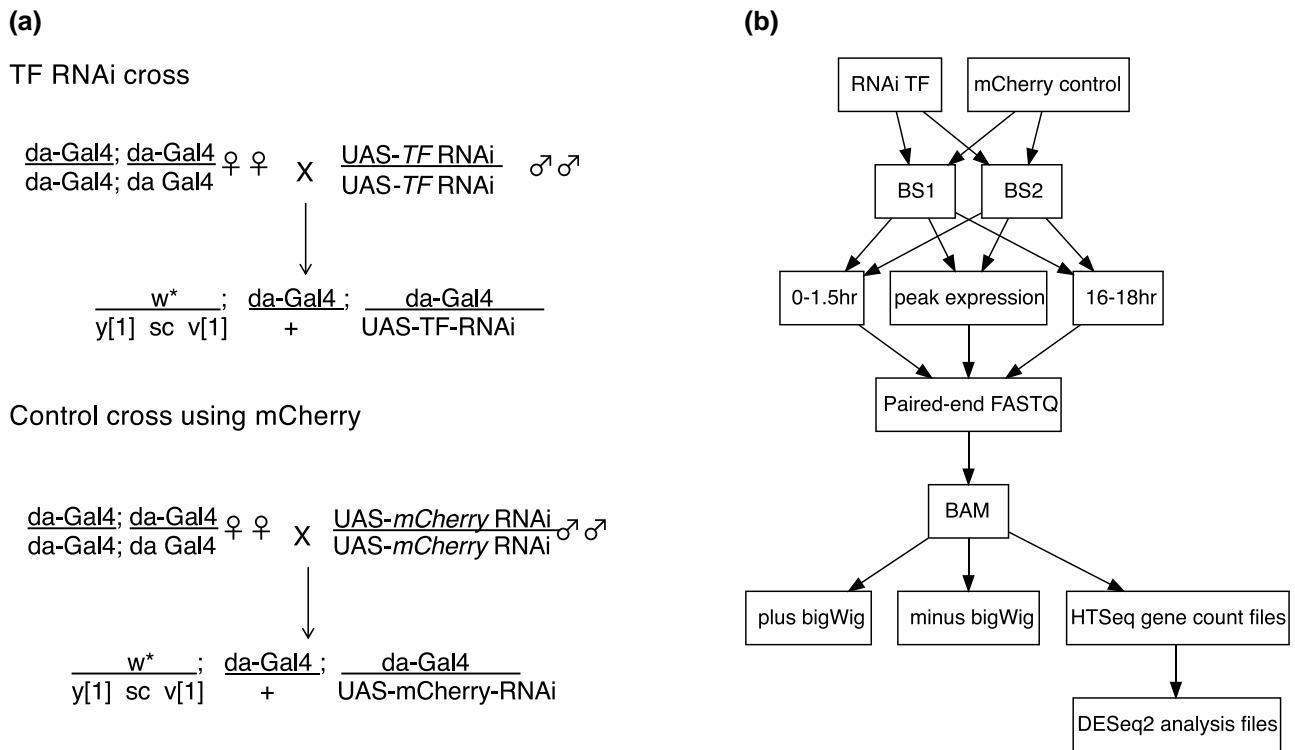 (a)
TF RNAi cross
da-Gal4; da-Gal4 ♀ ♀ X UAS-TF RNAi ♂♂
da-Gal4; da Gal4 UAS-TF RNAi
w* ; da-Gal4 ; da-Gal4
y[1] sc v[1] + UAS-TF-RNAi
Control cross using mCherry
da-Gal4; da-Gal4 ♀ ♀ X UAS-mCherry RNAi ♂♂
da-Gal4; da Gal4 UAS-mCherry RNAi
w* ; da-Gal4 ; da-Gal4
y[1] sc v[1] + UAS-mCherry-RNAi
(b)
RNAi TF mCherry control
BS1 BS2
0-1.5hr peak expression 16-18hr
Paired-end FASTQ
BAM
plus bigWig minus bigWig HTSeq gene count files
DESeq2 analysis files